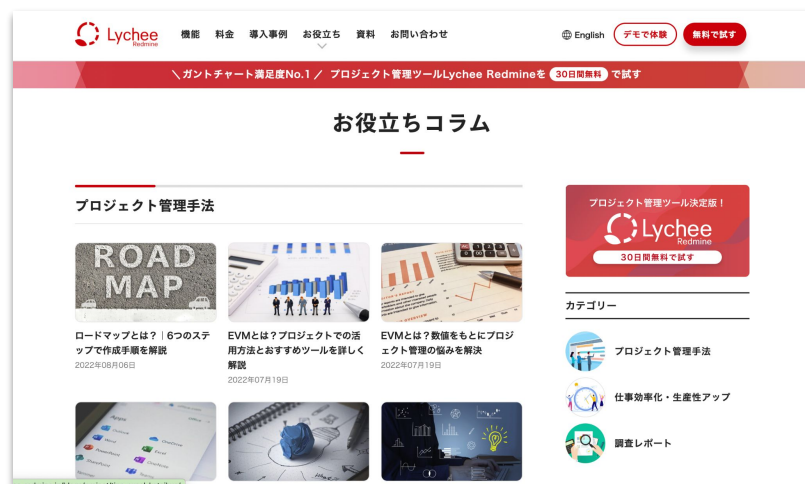 Lychee
Redmine
機能 料金 導入事例 お役立ち 資料 お問い合わせ
English
デモで体験
無料で試す
＼ ガントチャート満足度No.1 ／ プロジェクト管理ツールLychee Redmineを 30日間無料 で試す
お役立ちコラム
プロジェクト管理手法
ROAD
MAP
ロードマップとは？｜6つのステ
ップで作成手順を解説
2022年08月06日
EVMとは？プロジェクトでの活
用方法とおすすめツールを詳しく
解説
2022年07月19日
EVMとは？数値をもとにプロジ
ェクト管理の悩みを解決
2022年07月19日
Apps
Outlook
OneDrive
Word
Excel
PowerPoint
OneNote
SharePoint
Teams
プロジェクト管理ツール決定版！
Lychee
Redmine
30日間無料で試す
カテゴリー
プロジェクト管理手法
仕事効率化・生産性アップ
調査レポート